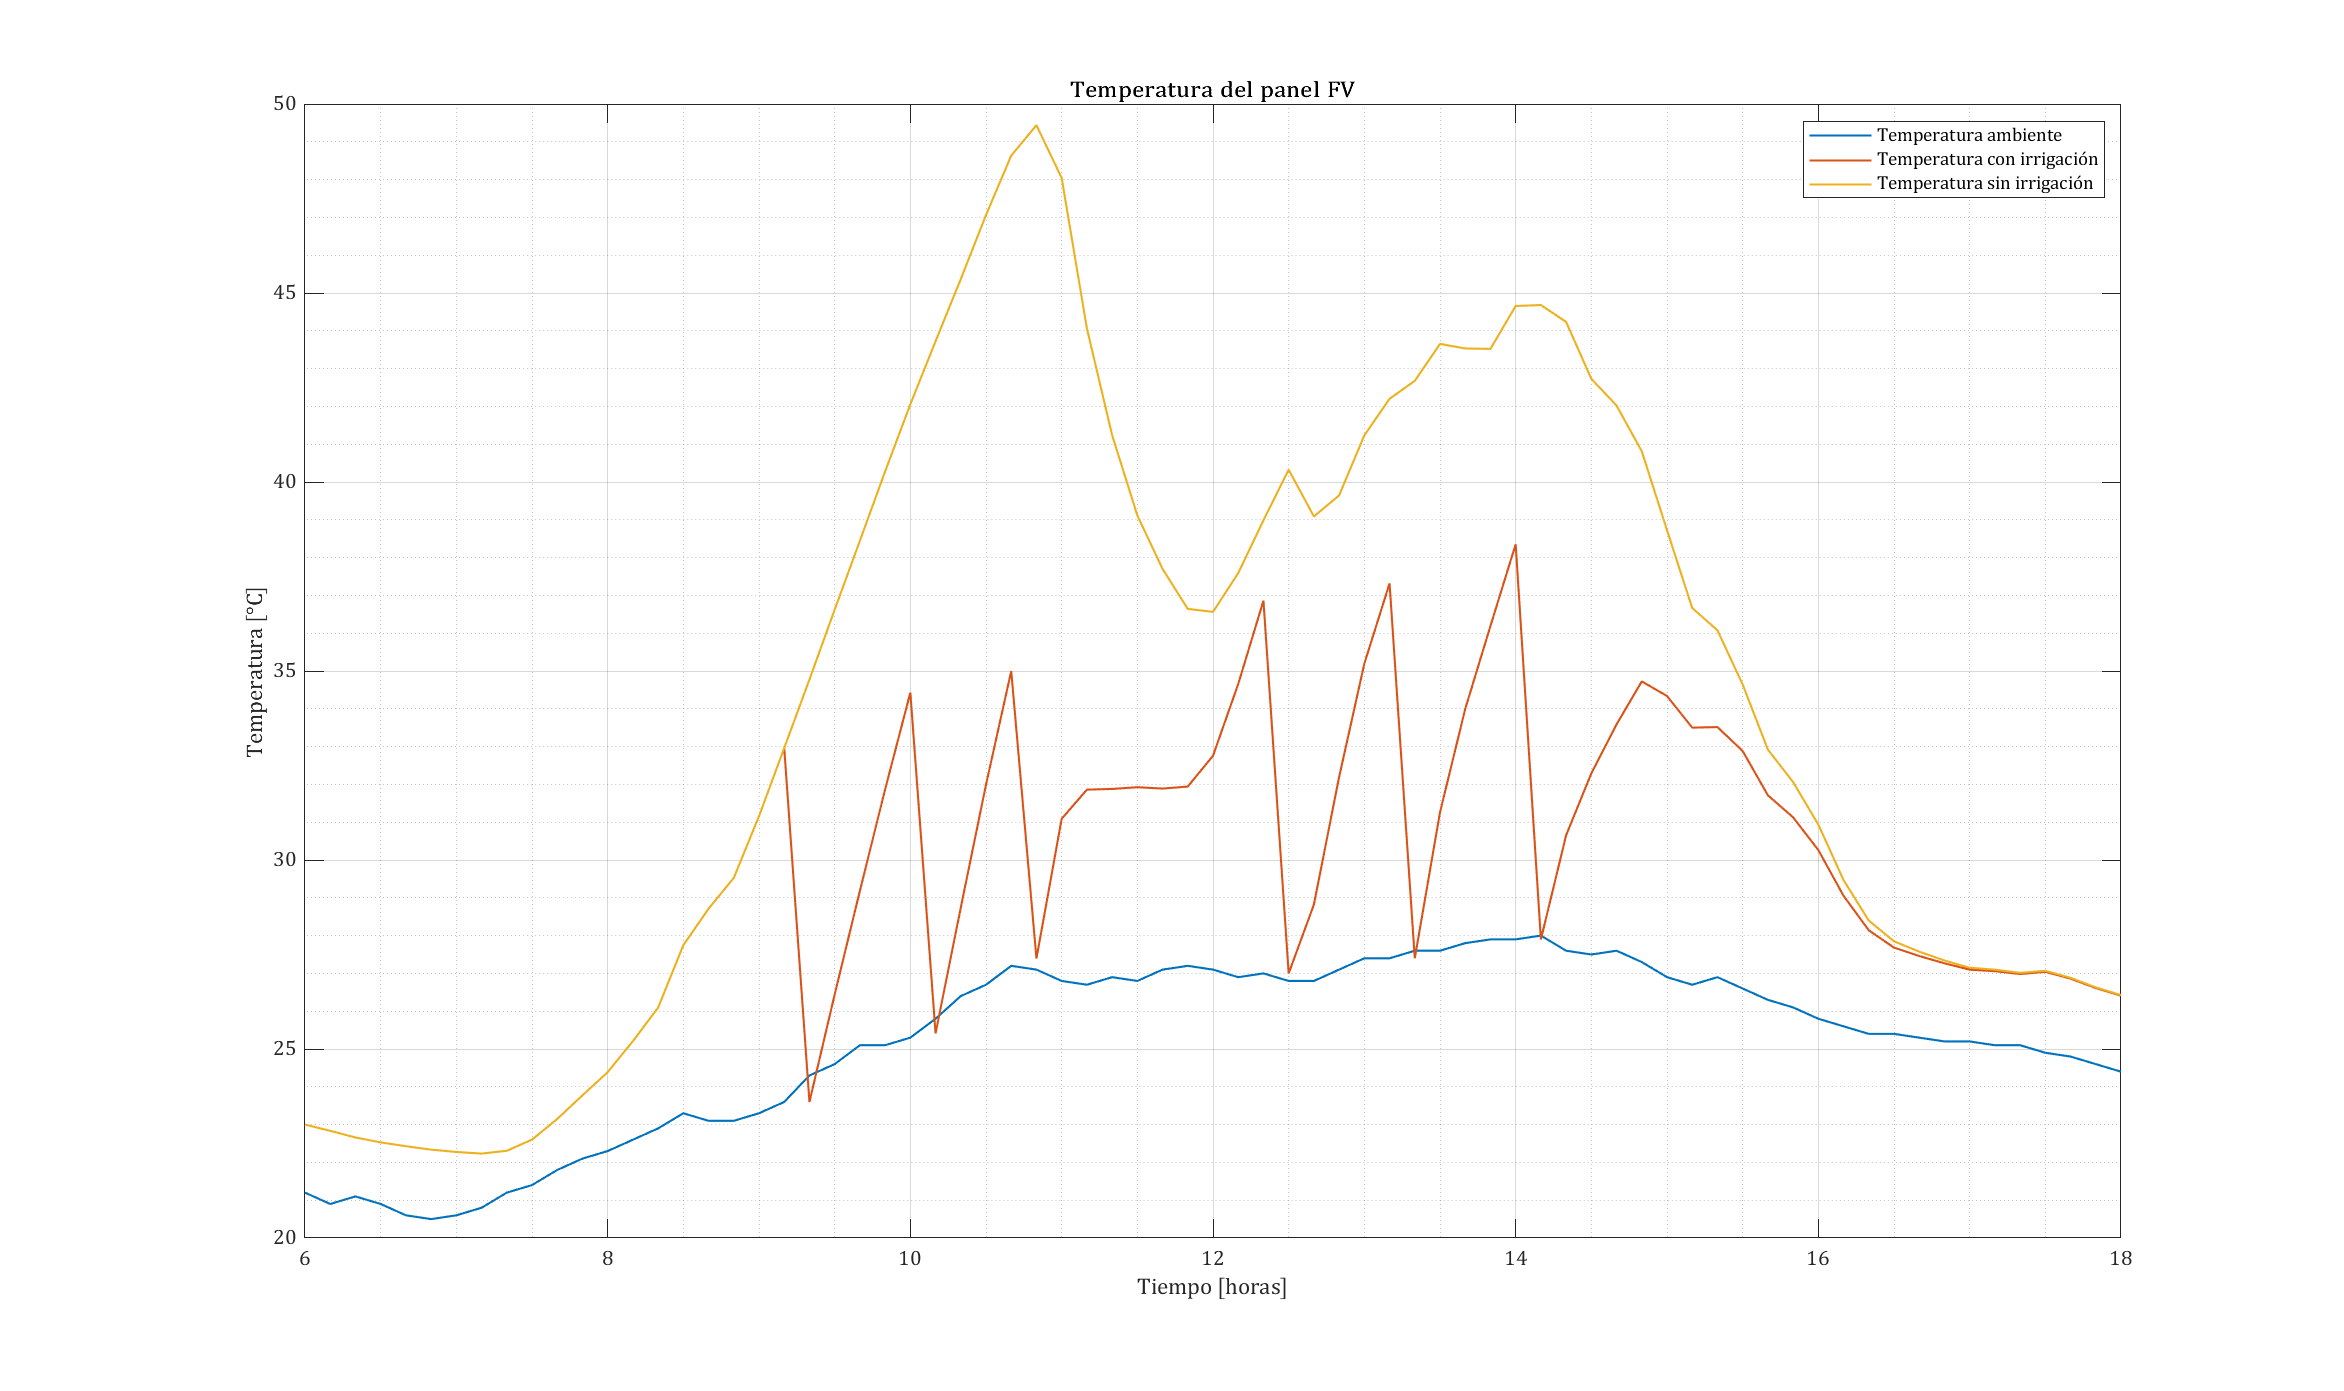 Temperatura del panel FV
50
45
40
35
30
25
20
Temperatura [°C]
Temperatura ambiente
Temperatura con irrigación
Temperatura sin irrigación
6 8 10 12 14 16 18
Tiempo [horas]